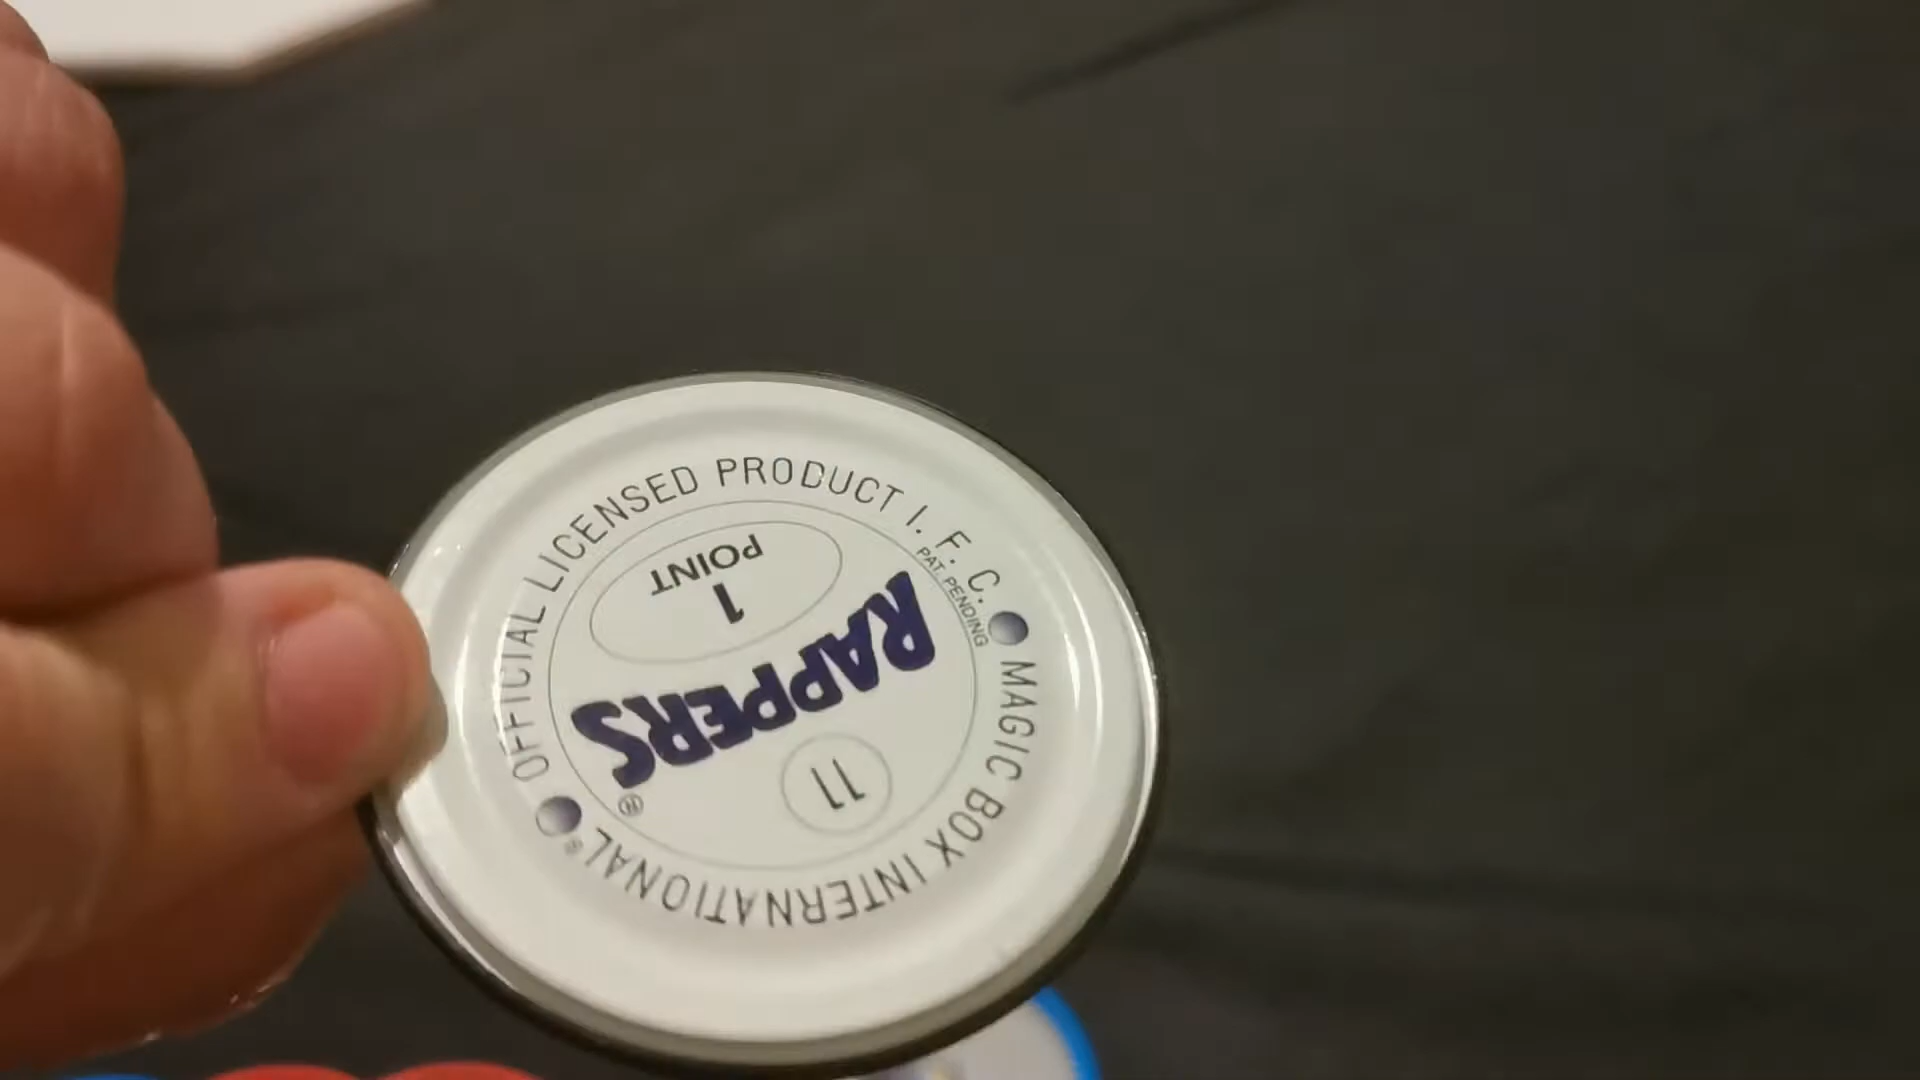 OFFICIAL LICENSED PRODUCT I. F. C.
PAT. PENDING
MAGIC BOX INTERNATIONAL®
11
RAPPERS®
1
POINT